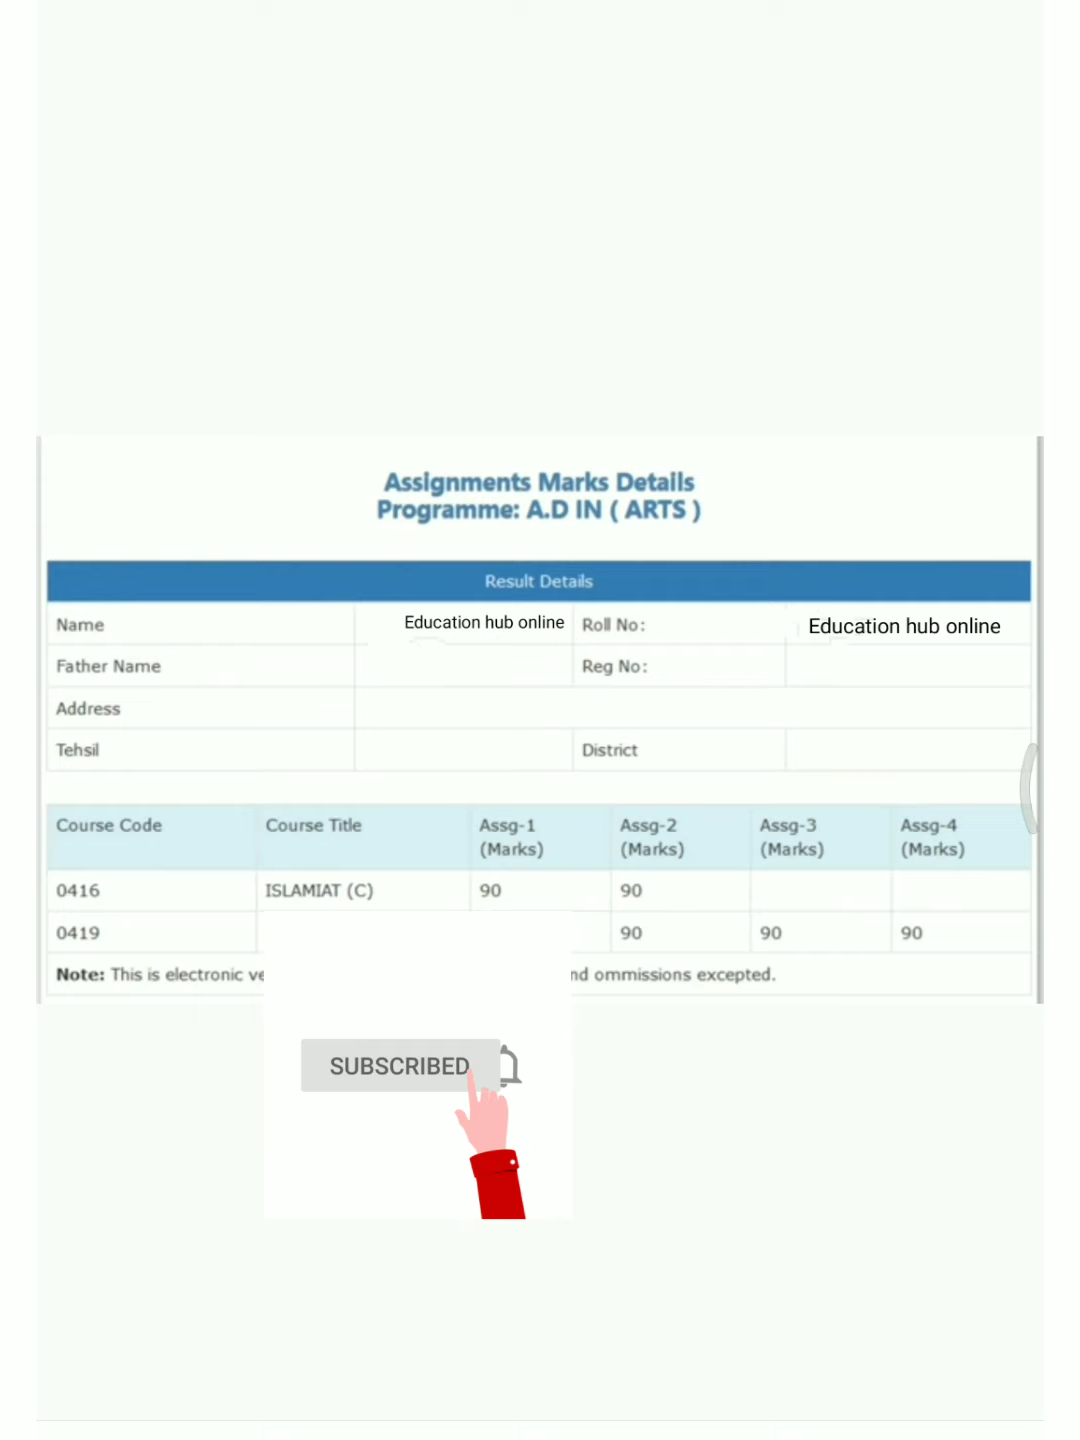 Assignments Marks Details
Programme: A.D IN ( ARTS )
Result Details
Name Education hub online Roll No: Education hub online
Father Name Reg No:
Address
Tehsil District
Course Code Course Title Assg-1 (Marks) Assg-2 (Marks) Assg-3 (Marks) Assg-4 (Marks)
0416 ISLAMIAT (C) 90 90
0419 90 90 90
Note: This is electronic ve nd ommissions excepted.
SUBSCRIBED